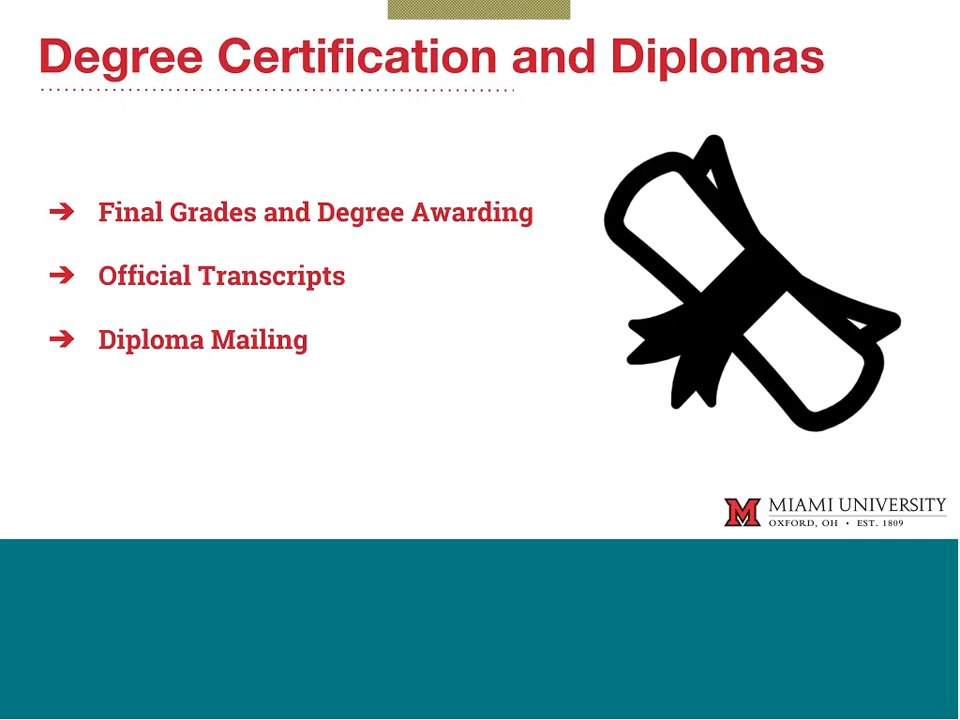 Degree Certification and Diplomas
➔ Final Grades and Degree Awarding
➔ Official Transcripts
➔ Diploma Mailing
M MIAMI UNIVERSITY
OXFORD, OH • EST. 1809